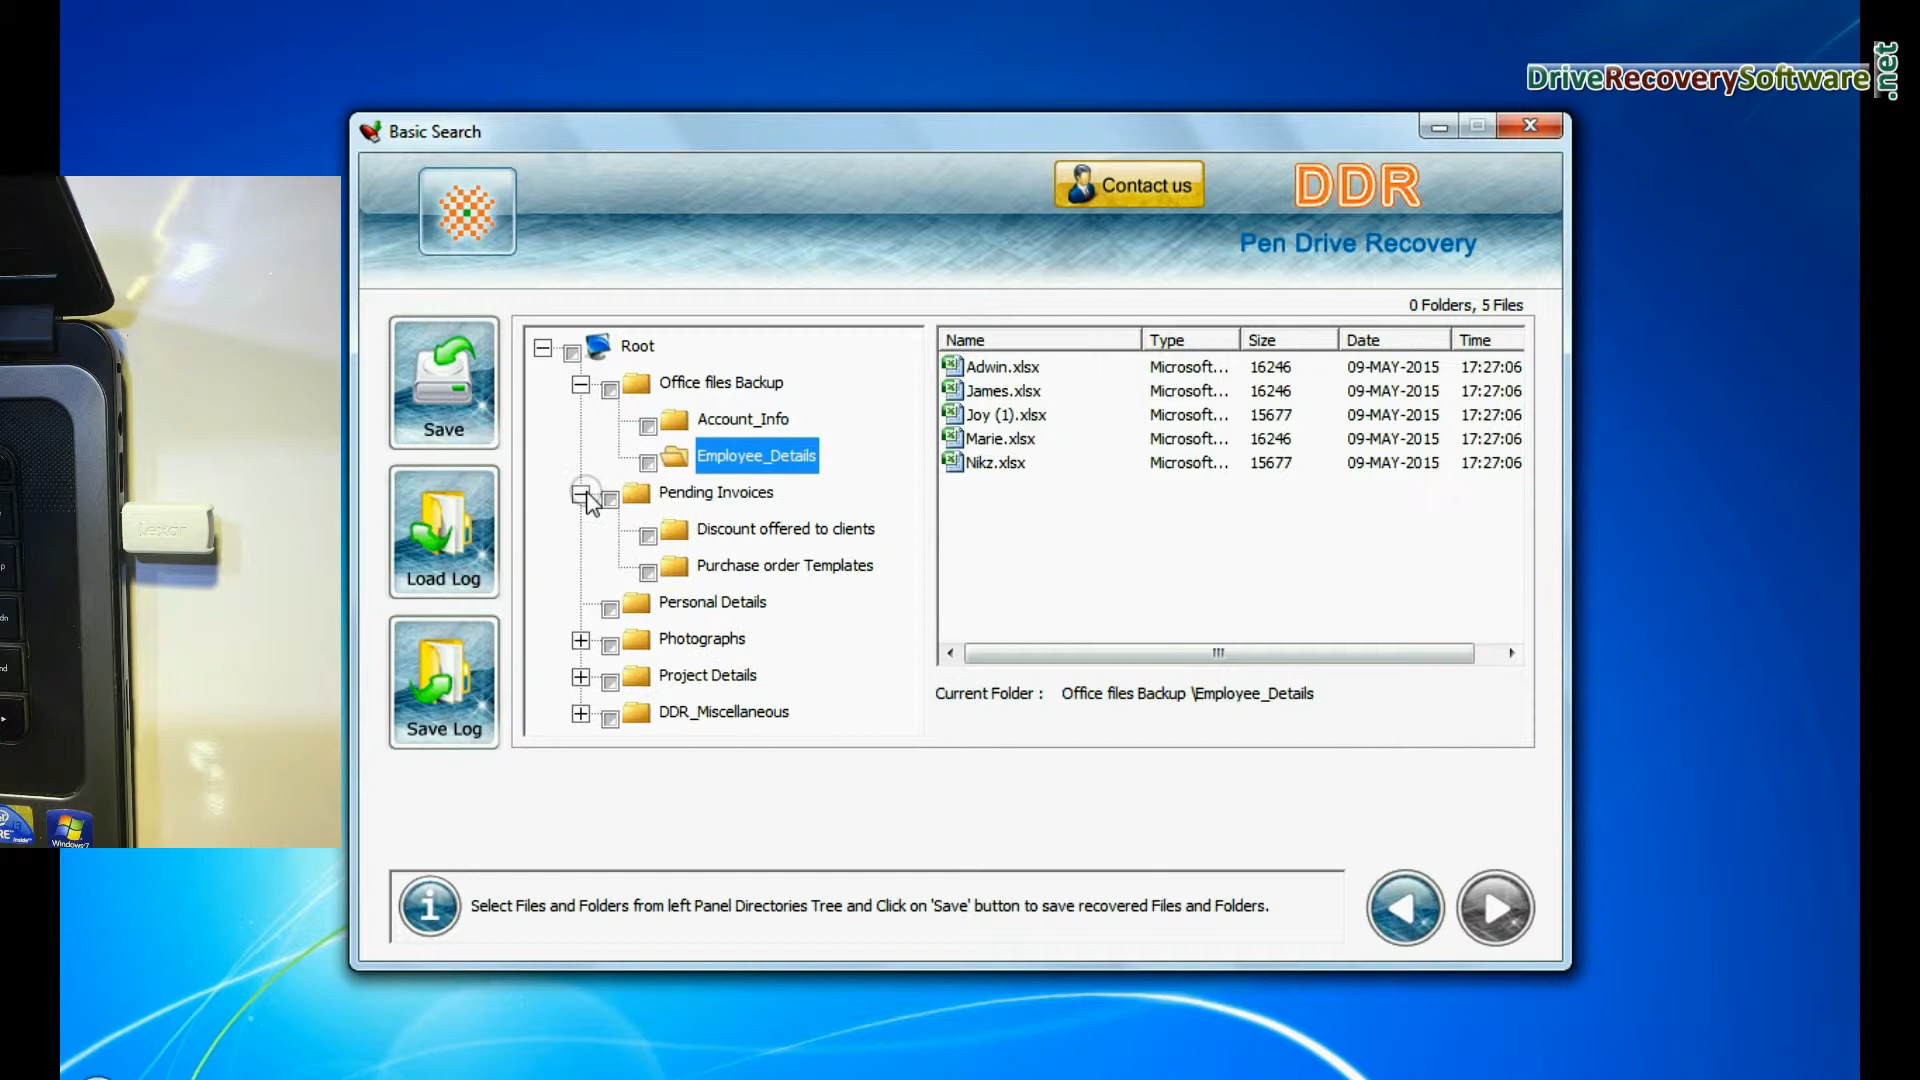 DriveRecoverySoftware.net
Basic Search
Contact us
DDR
Pen Drive Recovery
0 Folders, 5 Files
Save
Load Log
Save Log
Root
Office files Backup
Account_Info
Employee_Details
Pending Invoices
Discount offered to clients
Purchase order Templates
Personal Details
Photographs
Project Details
DDR_Miscellaneous
Name Type Size Date Time
Adwin.xlsx Microsoft... 16246 09-MAY-2015 17:27:06
James.xlsx Microsoft... 16246 09-MAY-2015 17:27:06
Joy (1).xlsx Microsoft... 15677 09-MAY-2015 17:27:06
Marie.xlsx Microsoft... 16246 09-MAY-2015 17:27:06
Nikz.xlsx Microsoft... 15677 09-MAY-2015 17:27:06
Current Folder : Office files Backup \Employee_Details
Select Files and Folders from left Panel Directories Tree and Click on 'Save' button to save recovered Files and Folders.
Lexar
Windows 7